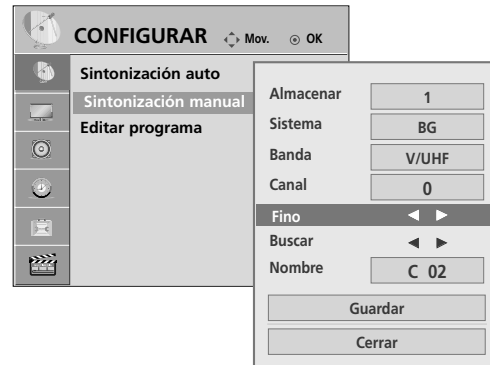 CONFIGURAR Mov. OK
Sintonización auto
Sintonización manual
Editar programa
Almacenar 1
Sistema BG
Banda V/UHF
Canal 0
Fino
Buscar
Nombre C 02
Guardar
Cerrar